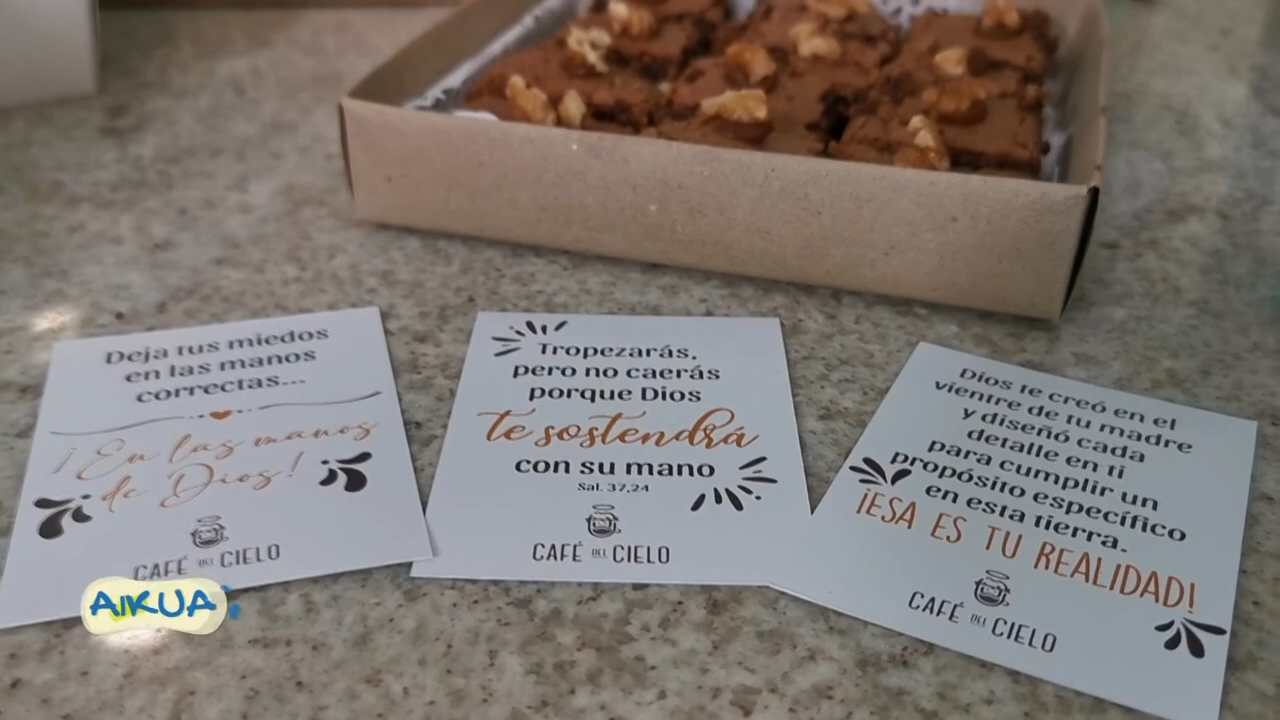 Deja tus miedos
en las manos
correctas...
¡En las manos
de Dios!
CAFÉ DEL CIELO
AIKUA
Tropezarás,
pero no caerás
porque Dios
te sostendrá
con su mano
Sal. 37,24
CAFÉ DEL CIELO
Dios te creó en el
vientre de tu madre
y diseñó cada
detalle en ti
para cumplir un
propósito específico
en esta tierra.
¡ESA ES TU REALIDAD!
CAFÉ DEL CIELO